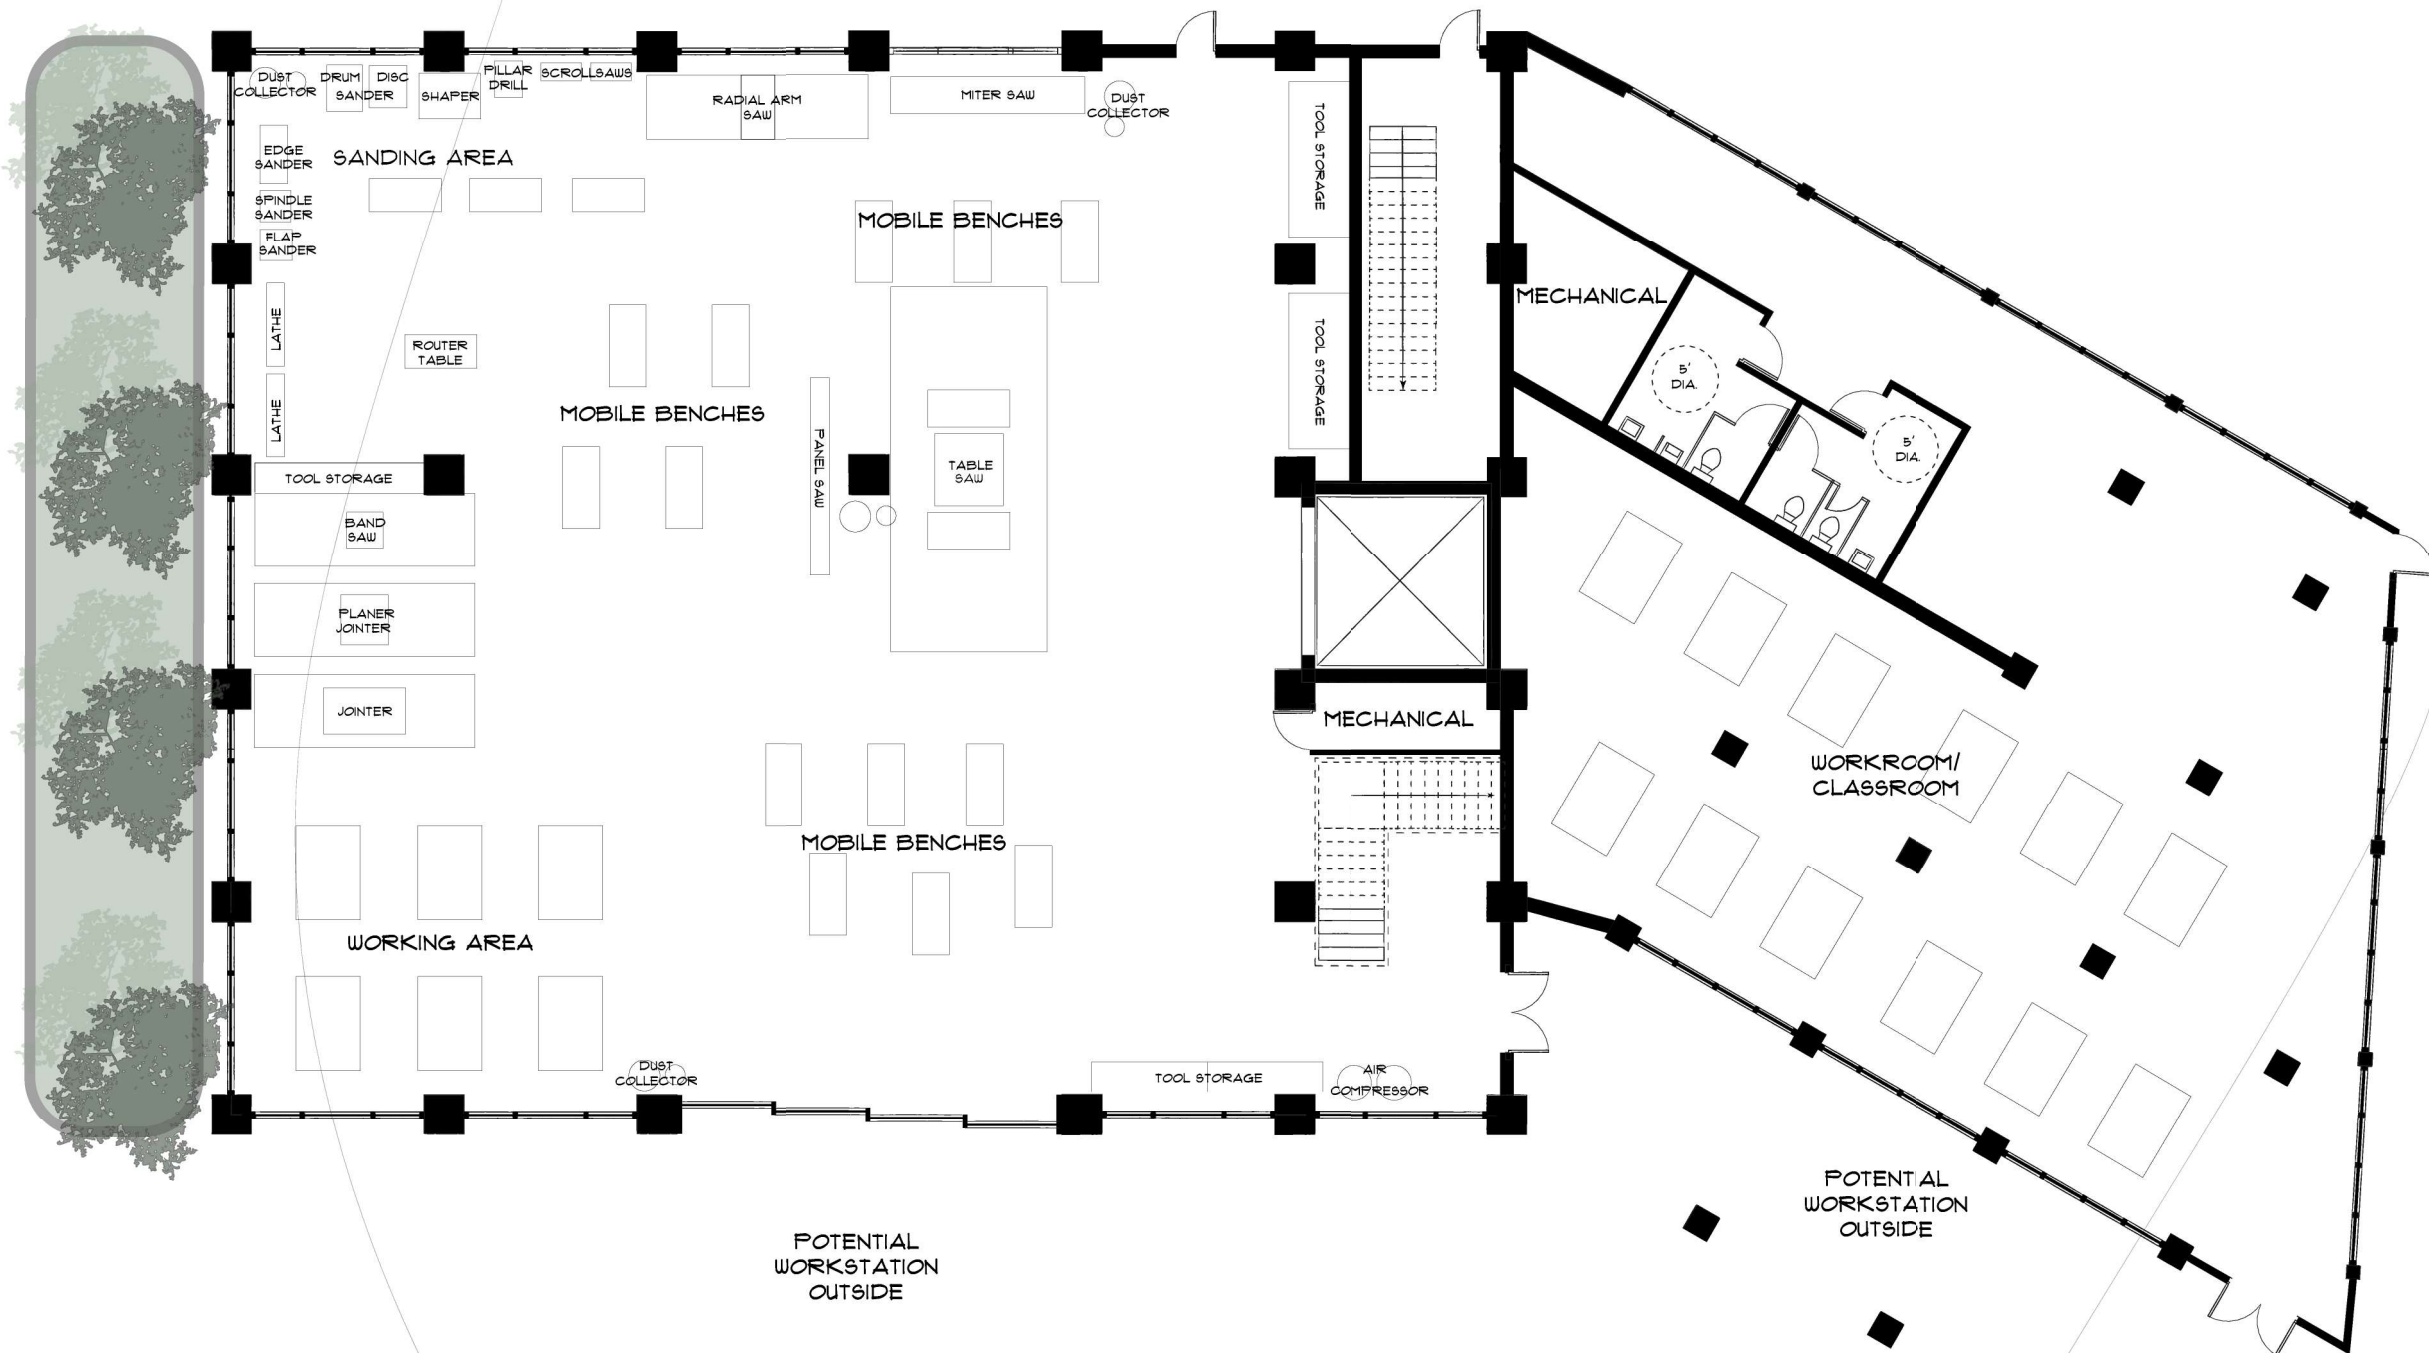 DUST
COLLECTOR
DRUM
DISC
SANDER
SHAPER
PILLAR
DRILL
SCROLLSAWS
RADIAL ARM
SAW
MITER SAW
DUST
COLLECTOR
TOOL STORAGE
EDGE
SANDER
SANDING AREA
SPINDLE
SANDER
FLAP
SANDER
MOBILE BENCHES
MECHANICAL
LATHE
ROUTER
TABLE
TOOL STORAGE
5'
DIA.
LATHE
MOBILE BENCHES
PANEL SAW
TABLE
SAW
5'
DIA.
TOOL STORAGE
BAND
SAW
PLANER
JOINTER
JOINTER
MECHANICAL
WORKROOM/
CLASSROOM
MOBILE BENCHES
WORKING AREA
DUST
COLLECTOR
TOOL STORAGE
AIR
COMPRESSOR
POTENTIAL
WORKSTATION
OUTSIDE
POTENTIAL
WORKSTATION
OUTSIDE